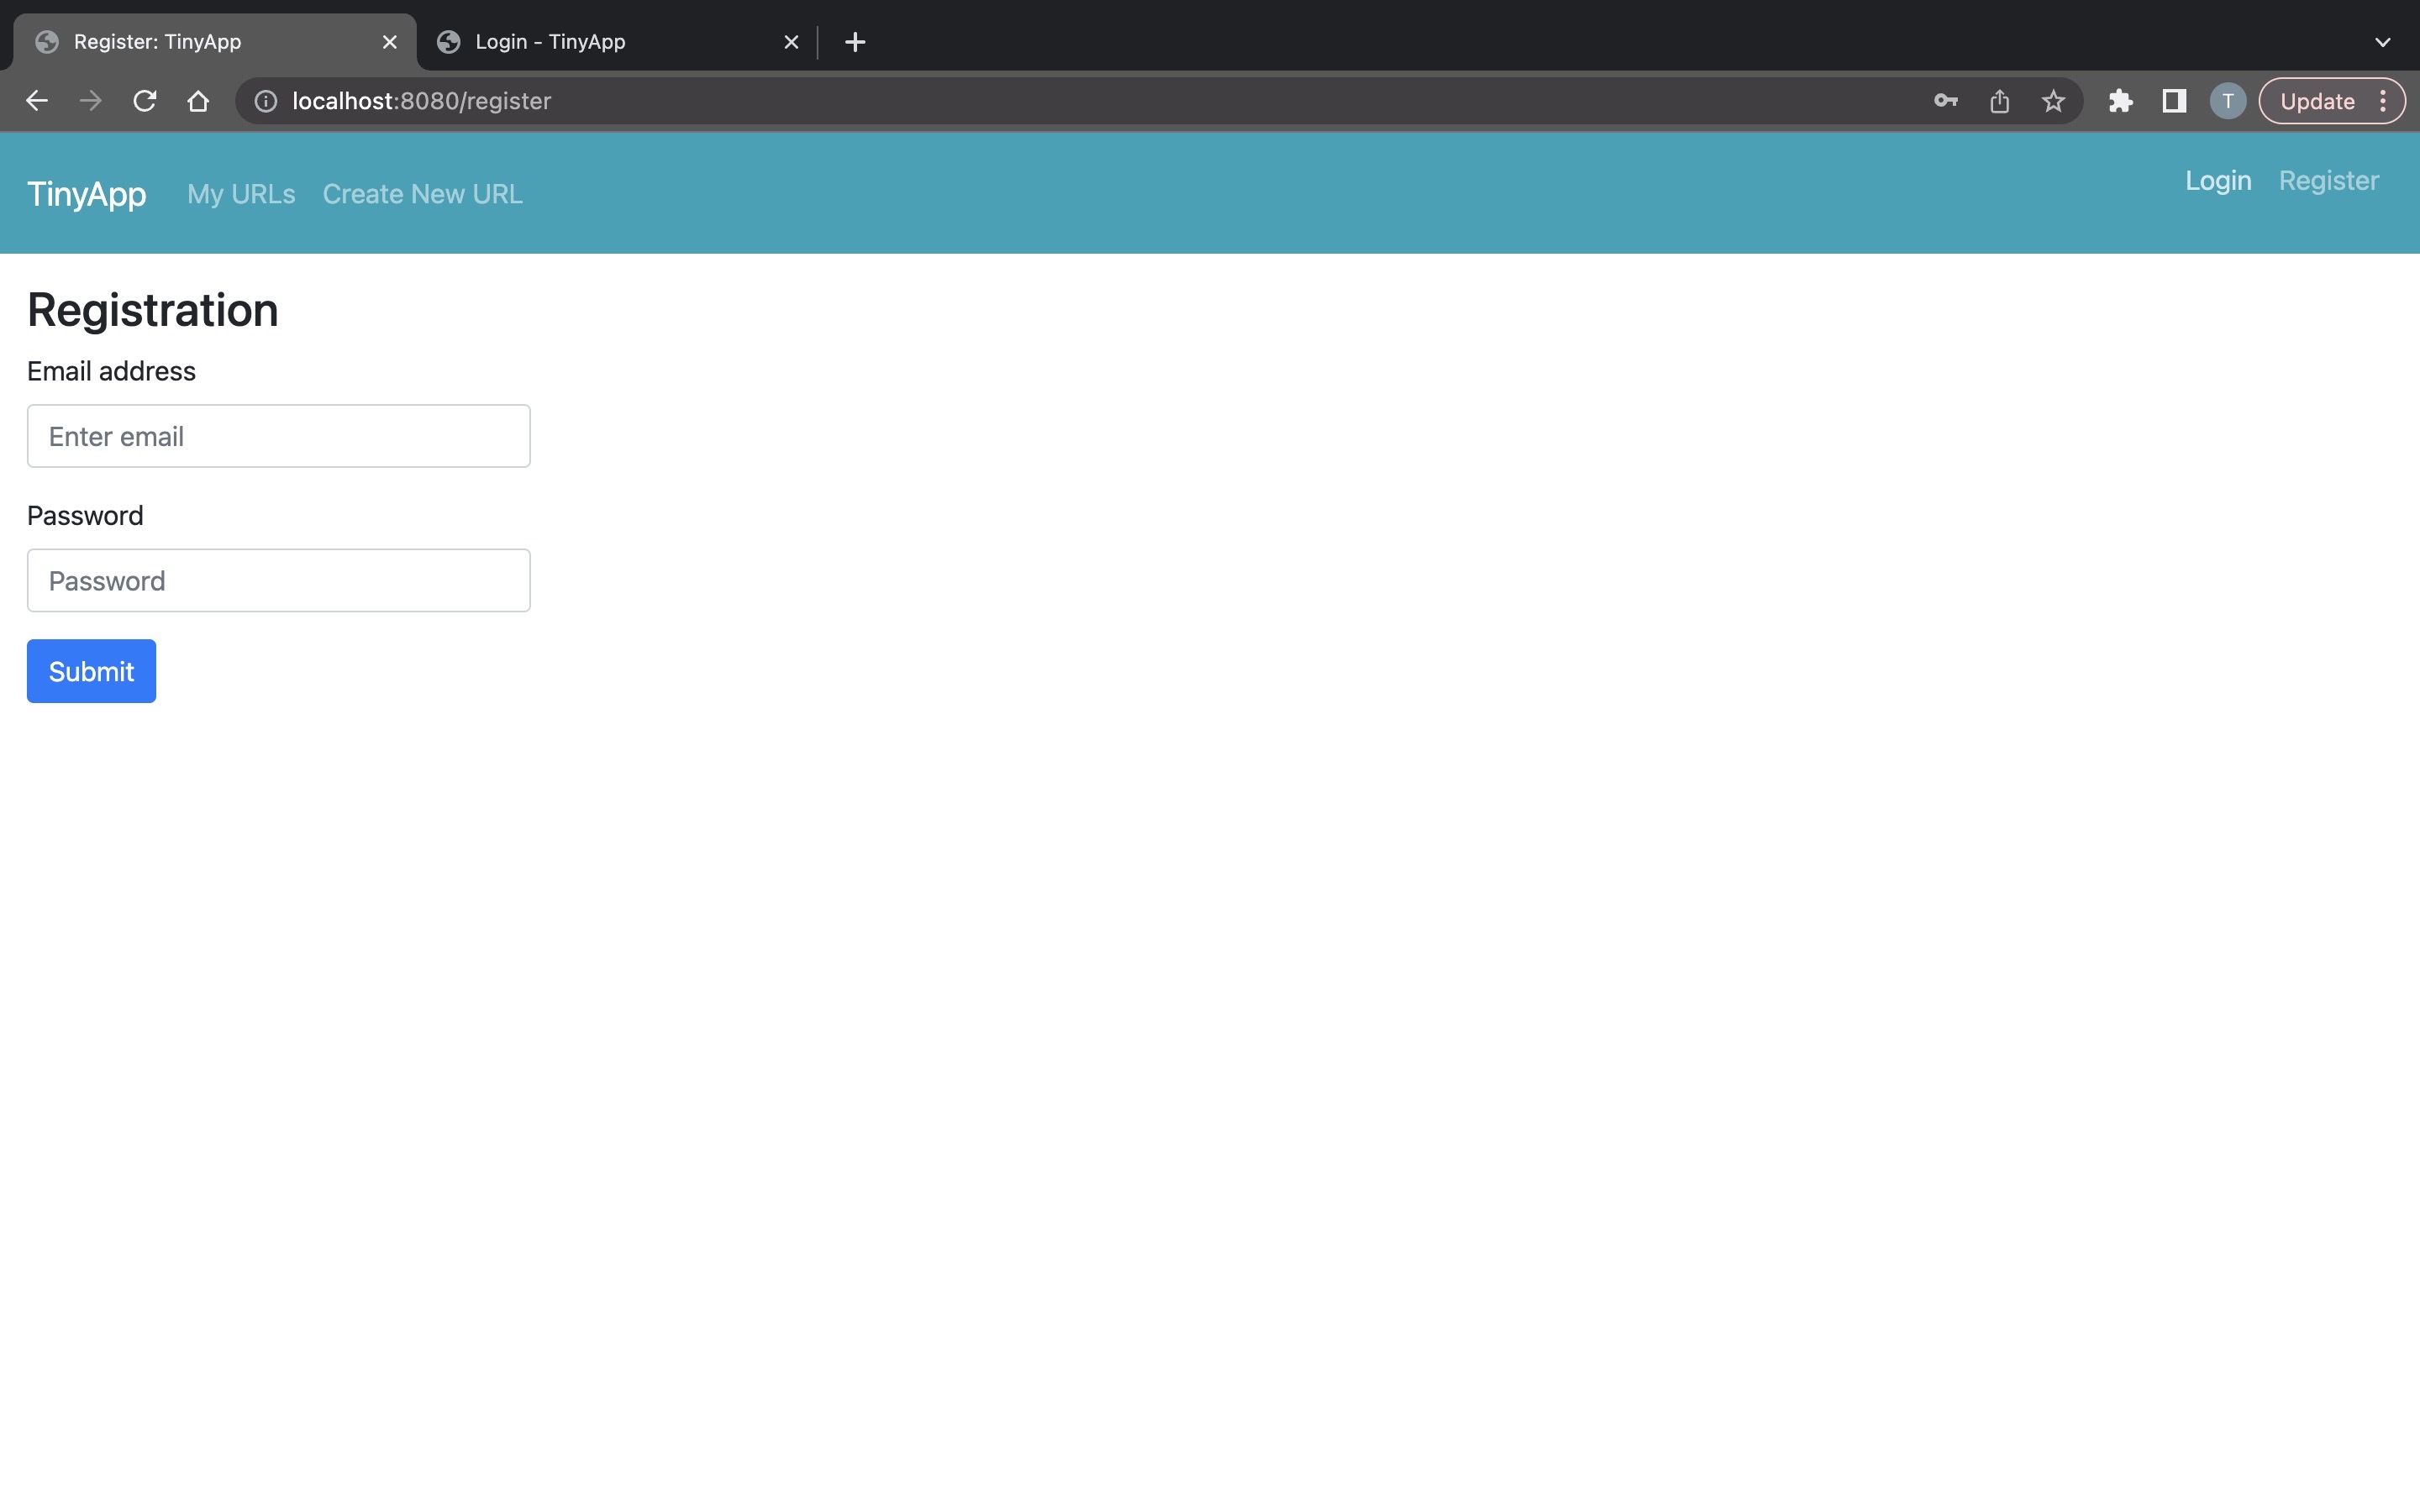 Register: TinyApp
Login - TinyApp
localhost:8080/register
T
Update
TinyApp My URLs Create New URL
Login Register
Registration
Email address
Enter email
Password
Password
Submit